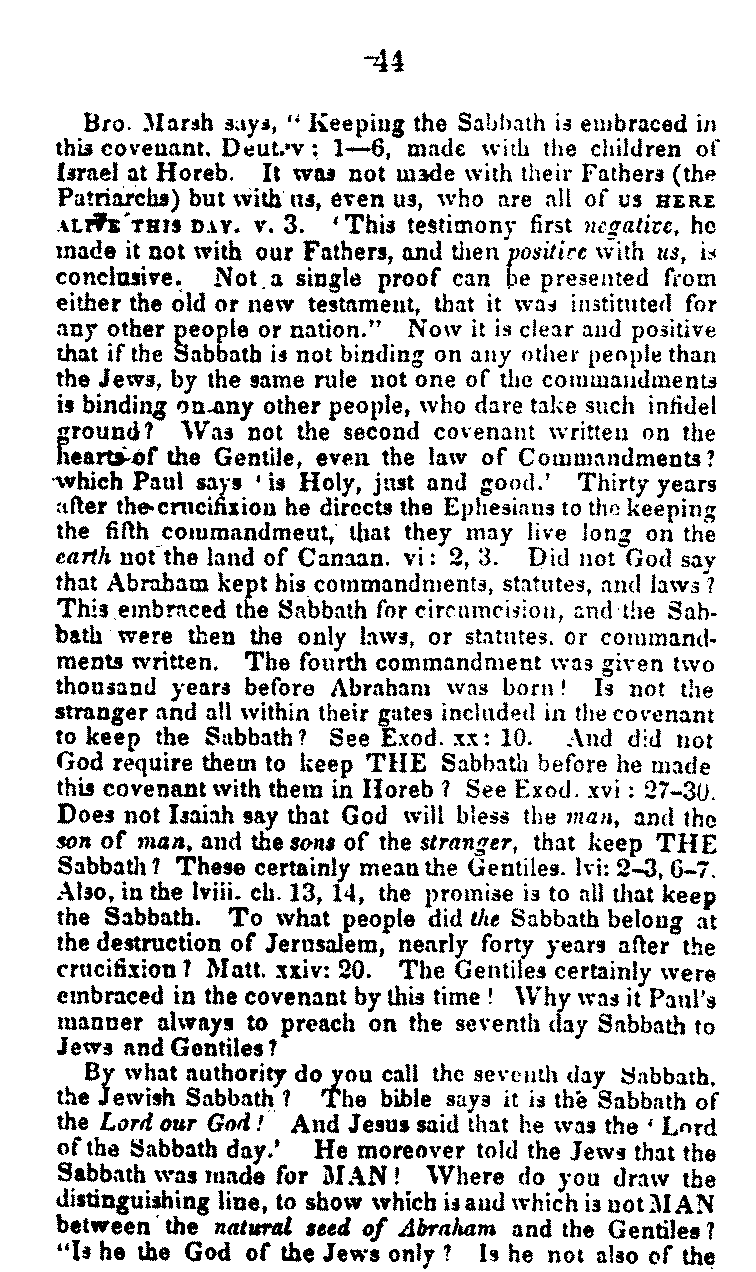 44
Bro. Marsh says, “ Keeping the Sabbath is embraced in
this covenant. Deut. v : 1—6, made with the children of
Israel at Horeb. It was not made with their Fathers (the
Patriarchs) but with us, even us, who are all of us HERE
ALIVE THIS DAY. v. 3. ‘ This testimony first negative, he
made it not with our Fathers, and then positive with us, is
conclusive. Not a single proof can be presented from
either the old or new testament, that it was instituted for
any other people or nation.” Now it is clear and positive
that if the Sabbath is not binding on any other people than
the Jews, by the same rule not one of the commandments
is binding on any other people, who dare take such infidel
ground? Was not the second covenant written on the
hearts of the Gentile, even the law of Commandments?
which Paul says ‘ is Holy, just and good.’ Thirty years
after the crucifixion he directs the Ephesians to the keeping
the fifth commandment, that they may live long on the
earth not the land of Canaan. vi: 2, 3. Did not God say
that Abraham kept his commandments, statutes, and laws?
This embraced the Sabbath for circumcision, and the Sab-
bath were then the only laws, or statutes, or command-
ments written. The fourth commandment was given two
thousand years before Abraham was born! Is not the
stranger and all within their gates included in the covenant
to keep the Sabbath? See Exod. xx: 10. And did not
God require them to keep THE Sabbath before he made
this covenant with them in Horeb? See Exod. xvi : 27–30.
Does not Isaiah say that God will bless the man, and the
son of man, and the sons of the stranger, that keep THE
Sabbath? These certainly mean the Gentiles. lvi: 2–3, 6–7.
Also, in the lviii. ch. 13, 14, the promise is to all that keep
the Sabbath. To what people did the Sabbath belong at
the destruction of Jerusalem, nearly forty years after the
crucifixion? Matt. xxiv: 20. The Gentiles certainly were
embraced in the covenant by this time! Why was it Paul's
manner always to preach on the seventh day Sabbath to
Jews and Gentiles?
By what authority do you call the seventh day Sabbath,
the Jewish Sabbath? The bible says it is the Sabbath of
the Lord our God! And Jesus said that he was the ‘ Lord
of the Sabbath day.’ He moreover told the Jews that the
Sabbath was made for MAN! Where do you draw the
distinguishing line, to show which is and which is not MAN
between the natural seed of Abraham and the Gentiles?
“Is he the God of the Jews only? Is he not also of the